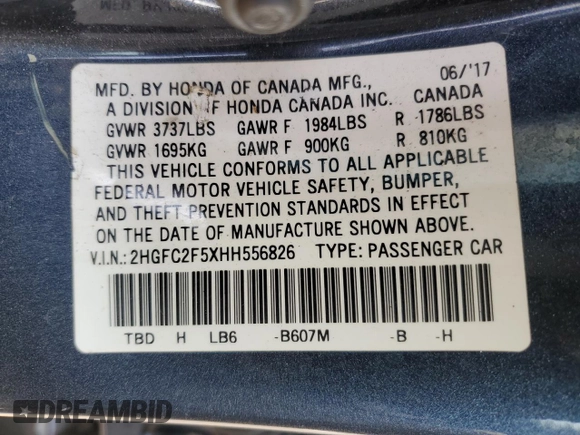 MFD. BY HONDA OF CANADA MFG., 06/'17
A DIVISION OF HONDA CANADA INC. CANADA
GVWR 3737LBS GAWR F 1984LBS R 1786LBS
GVWR 1695KG GAWR F 900KG R 810KG
THIS VEHICLE CONFORMS TO ALL APPLICABLE
FEDERAL MOTOR VEHICLE SAFETY, BUMPER,
AND THEFT PREVENTION STANDARDS IN EFFECT
ON THE DATE OF MANUFACTURE SHOWN ABOVE.
V.I.N.: 2HGFC2F5XHH556826 TYPE: PASSENGER CAR
TBD H LB6 -B607M -B -H
DREAMBID